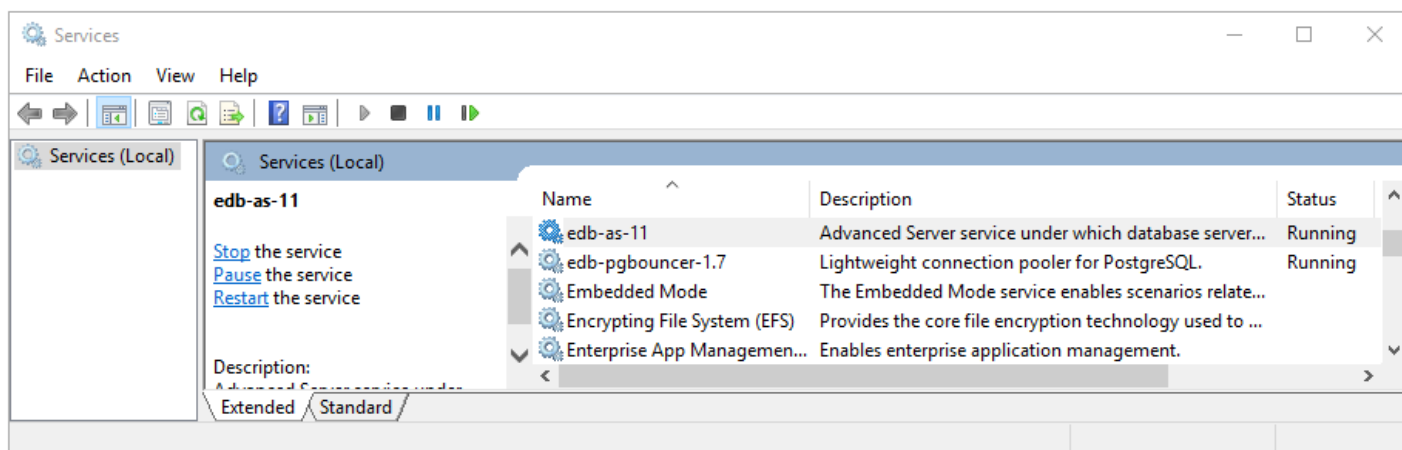 Services
File Action View Help
Services (Local)
Services (Local)
edb-as-11
Stop the service
Pause the service
Restart the service
Description:
Advanced Server service under
Name Description Status
edb-as-11 Advanced Server service under which database server... Running
edb-pgbouncer-1.7 Lightweight connection pooler for PostgreSQL. Running
Embedded Mode The Embedded Mode service enables scenarios relate...
Encrypting File System (EFS) Provides the core file encryption technology used to ...
Enterprise App Managemen... Enables enterprise application management.
Extended Standard